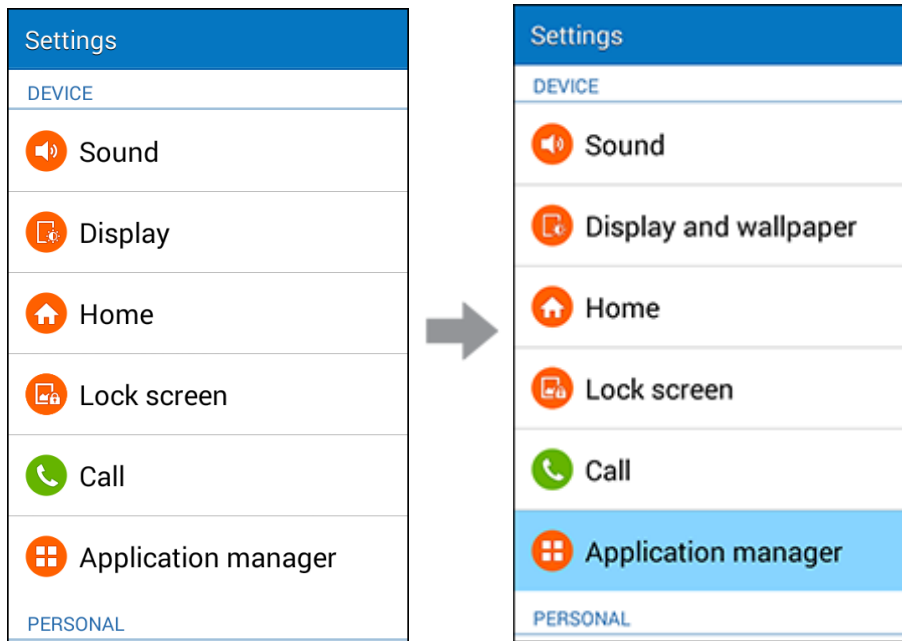 Settings
DEVICE
Sound
Display
Home
Lock screen
Call
Application manager
PERSONAL
Settings
DEVICE
Sound
Display and wallpaper
Home
Lock screen
Call
Application manager
PERSONAL